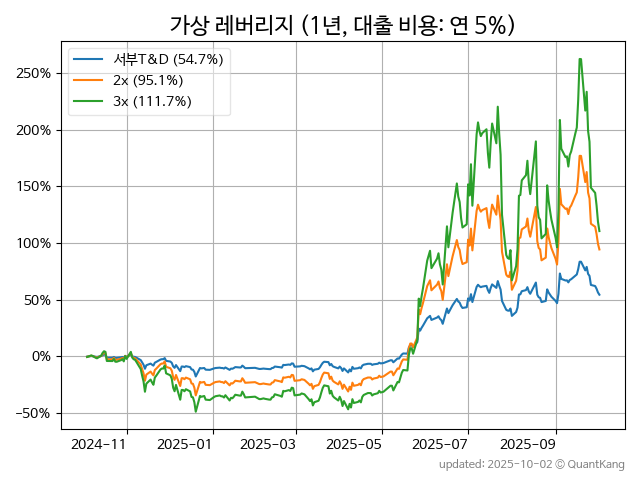 가상 레버리지 (1년, 대출 비용: 연 5%)
서부T&D (54.7%)
2x (95.1%)
3x (111.7%)
250%
200%
150%
100%
50%
0%
−50%
2024-11
2025-01
2025-03
2025-05
2025-07
2025-09
updated: 2025-10-02 © QuantKang